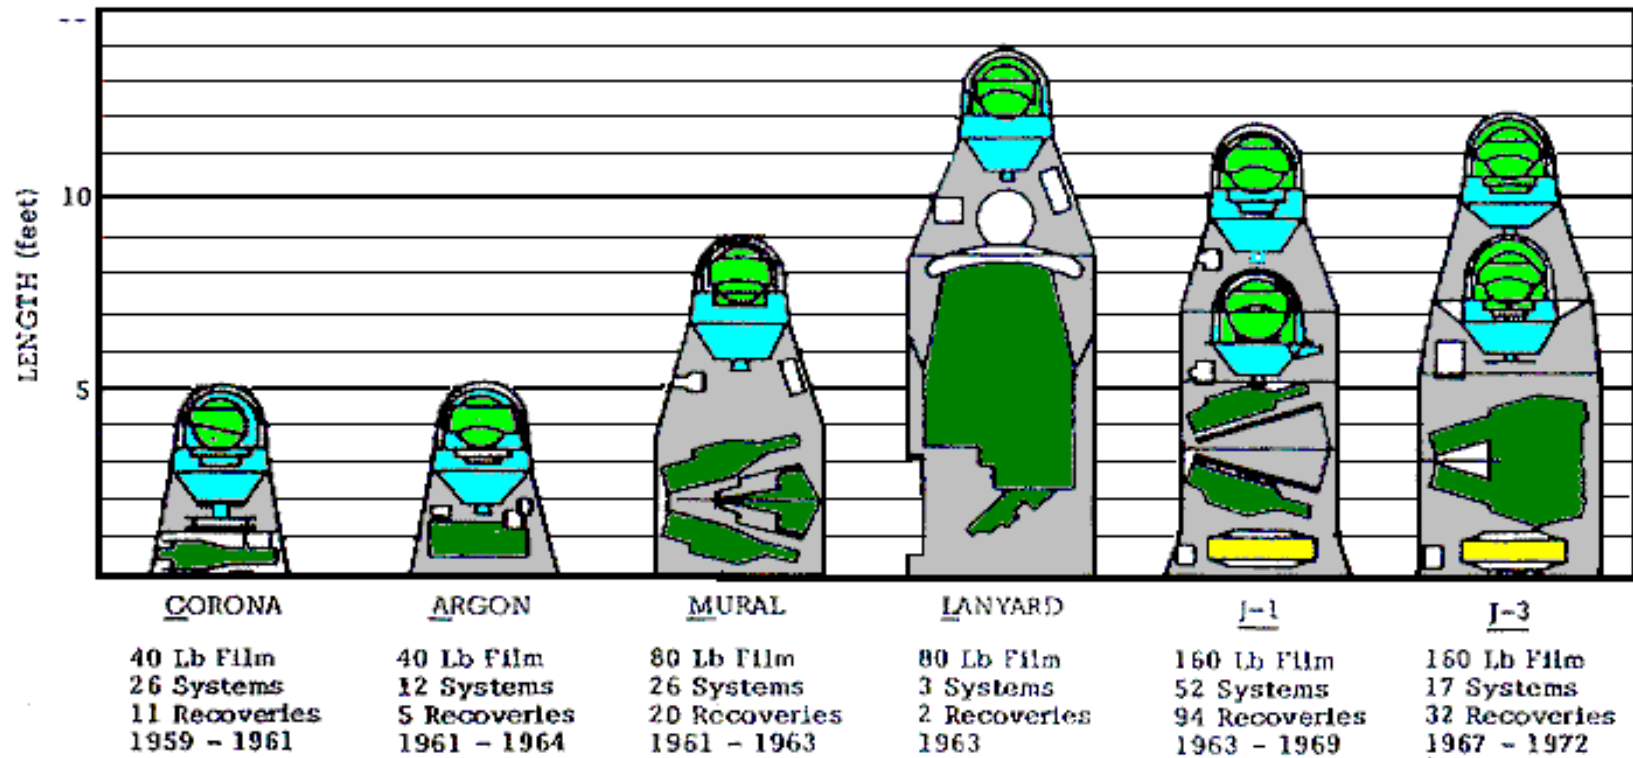 LENGTH (feet)
10
5
CORONA
40 Lb Film
26 Systems
11 Recoveries
1959 - 1961
ARGON
40 Lb Film
12 Systems
5 Recoveries
1961 - 1964
MURAL
80 Lb Film
26 Systems
20 Recoveries
1961 - 1963
LANYARD
80 Lb Film
3 Systems
2 Recoveries
1963
J-1
160 Lb Film
52 Systems
94 Recoveries
1963 - 1969
J-3
160 Lb Film
17 Systems
32 Recoveries
1967 - 1972